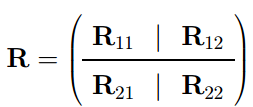 R = ( R₁₁ | R₁₂
R₂₁ | R₂₂ )